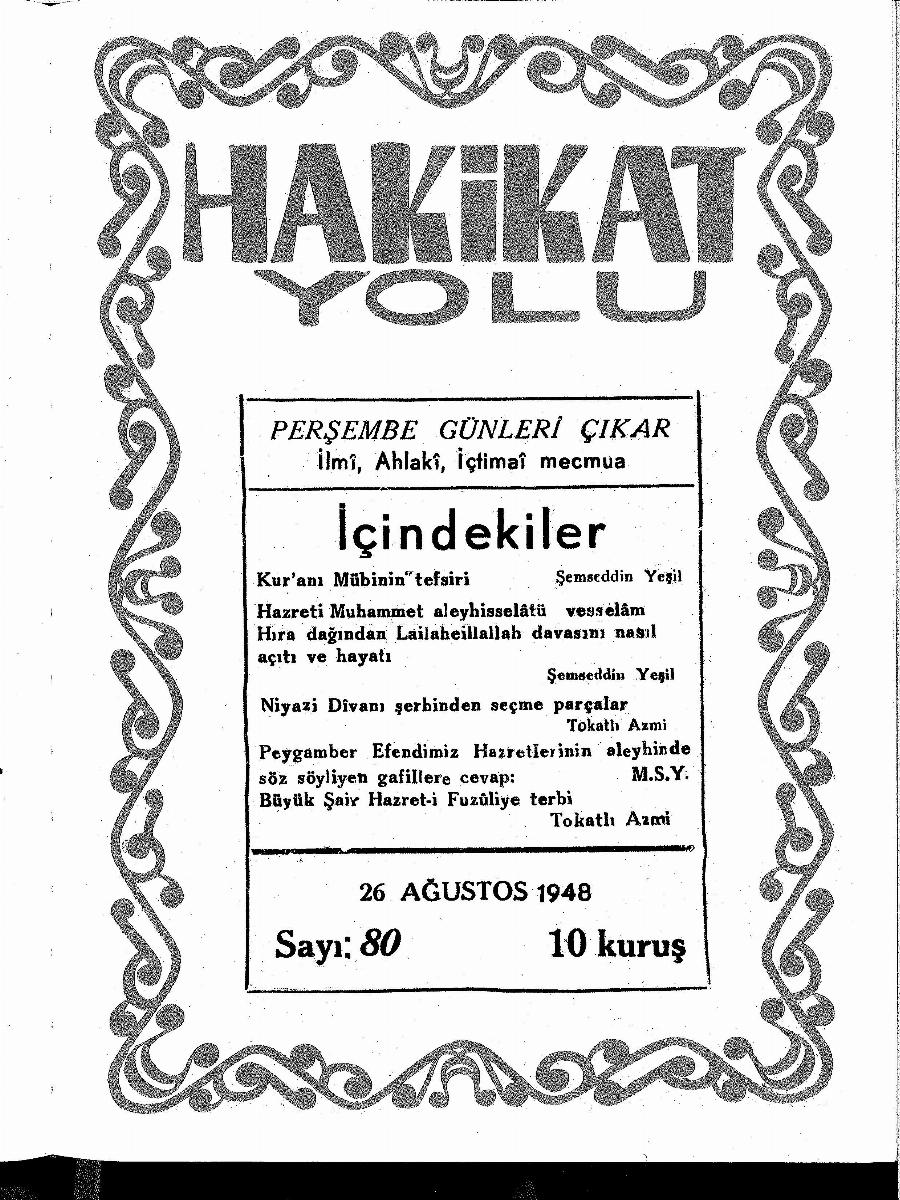 HAKiKAT
YOLU
PERŞEMBE GÜNLERİ ÇIKAR
ilmî, Ahlakî, içtimaî mecmua
İçindekiler
Kur'anı Mübinin tefsiri Şemseddin Yeşil
Hazreti Muhammet aleyhisselâtü vesselâm
Hıra dağından Lailaheillallah davasını nasıl
açıtı ve hayatı
Şemseddin Yeşil
Niyazi Dîvanı şerhinden seçme parçalar
Tokatlı Azmi
Peygamber Efendimiz Hazretlerinin aleyhinde
söz söyliyen gafillere cevap: M.S.Y.
Büyük Şair Hazret-i Fuzûliye terbi
Tokatlı Azmi
26 AĞUSTOS 1948
Sayı: 80 10 kuruş